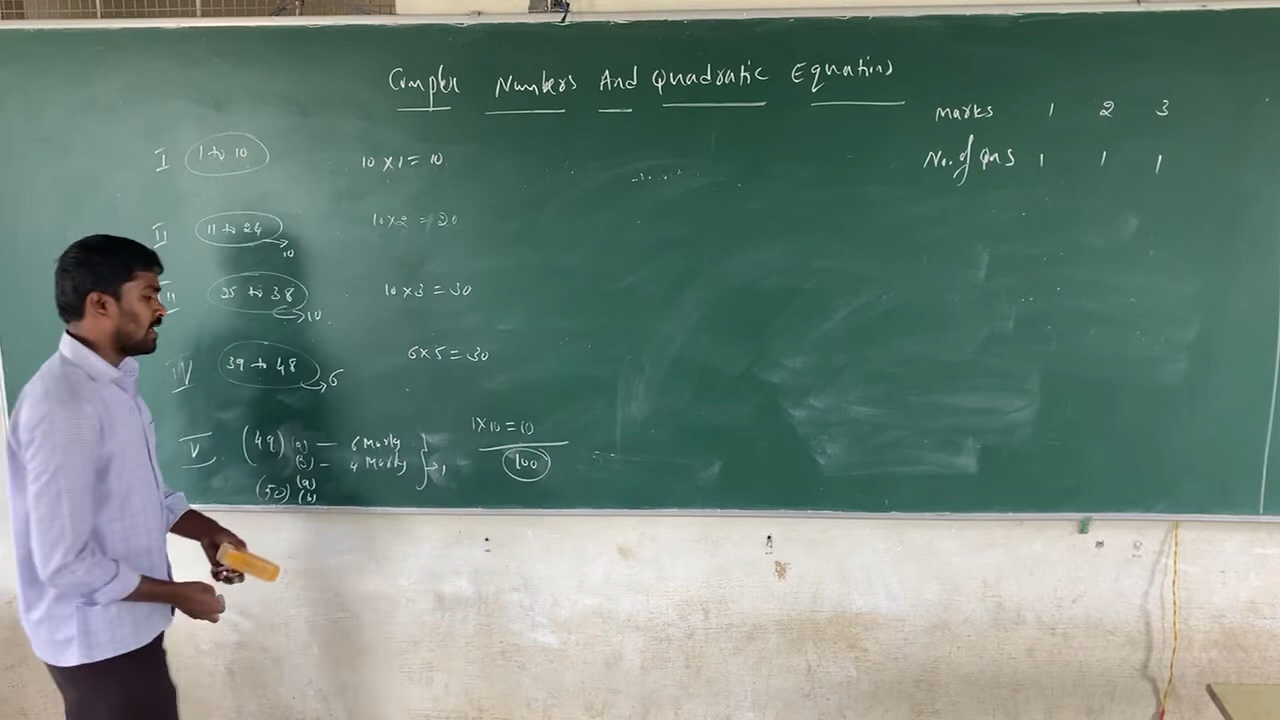 Complex Numbers And Quadratic Equations
Marks 1 2 3
No. of Qns 1 1 1
I 1 to 10 10 x 1 = 10
II 11 to 24 → 10 10 x 2 = 20
25 to 38 → 10 10 x 3 = 30
IV 39 to 48 → 6 6 x 5 = 30
V (49) (a) — 6 Marks 1 x 10 = 10
(b) — 4 Marks → 1 100
(50) (a)
(b)